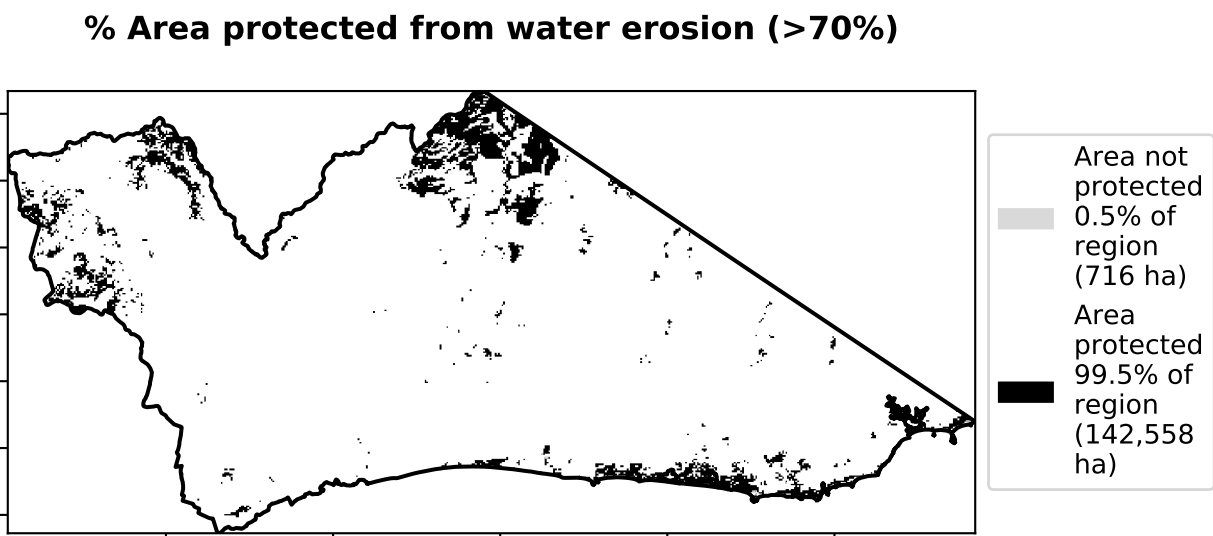 % Area protected from water erosion (>70%)
Area not
protected
0.5% of
region
(716 ha)
Area
protected
99.5% of
region
(142,558
ha)